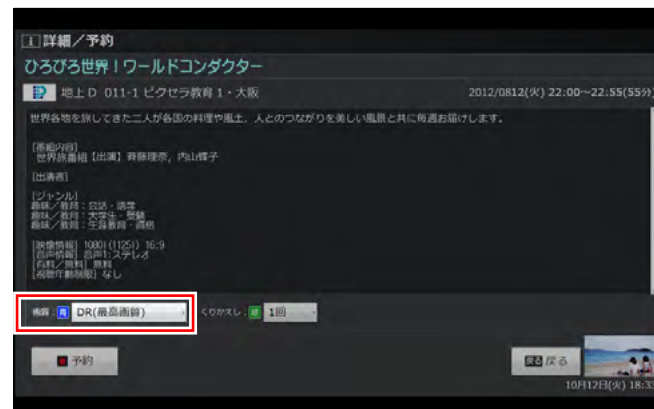 i 詳細／予約
ひろびろ世界！ワールドコンダクター
地上D 011-1 ピクセラ教育1・大阪
2012/0812(火) 22:00～22:55(55分)
世界各地を旅してきた二人が各国の料理や風土、人とのつながりを美しい風景と共に毎週お届けします。
[番組内容]
世界旅番組【出演】斉藤理奈, 内山蝶子
[出演者]
[ジャンル]
趣味／教育：会話・語学
趣味／教育：大学生・受験
趣味／教育：生涯教育・資格
[映像情報] 1080i(1125i) 16:9
[音声情報] 音声1:ステレオ
[有料／無料] 無料
[視聴年齢制限] なし
画質：青 DR(最高画質)
くりかえし：緑 1回
予約
戻る 戻る
10月12日(火) 18:33